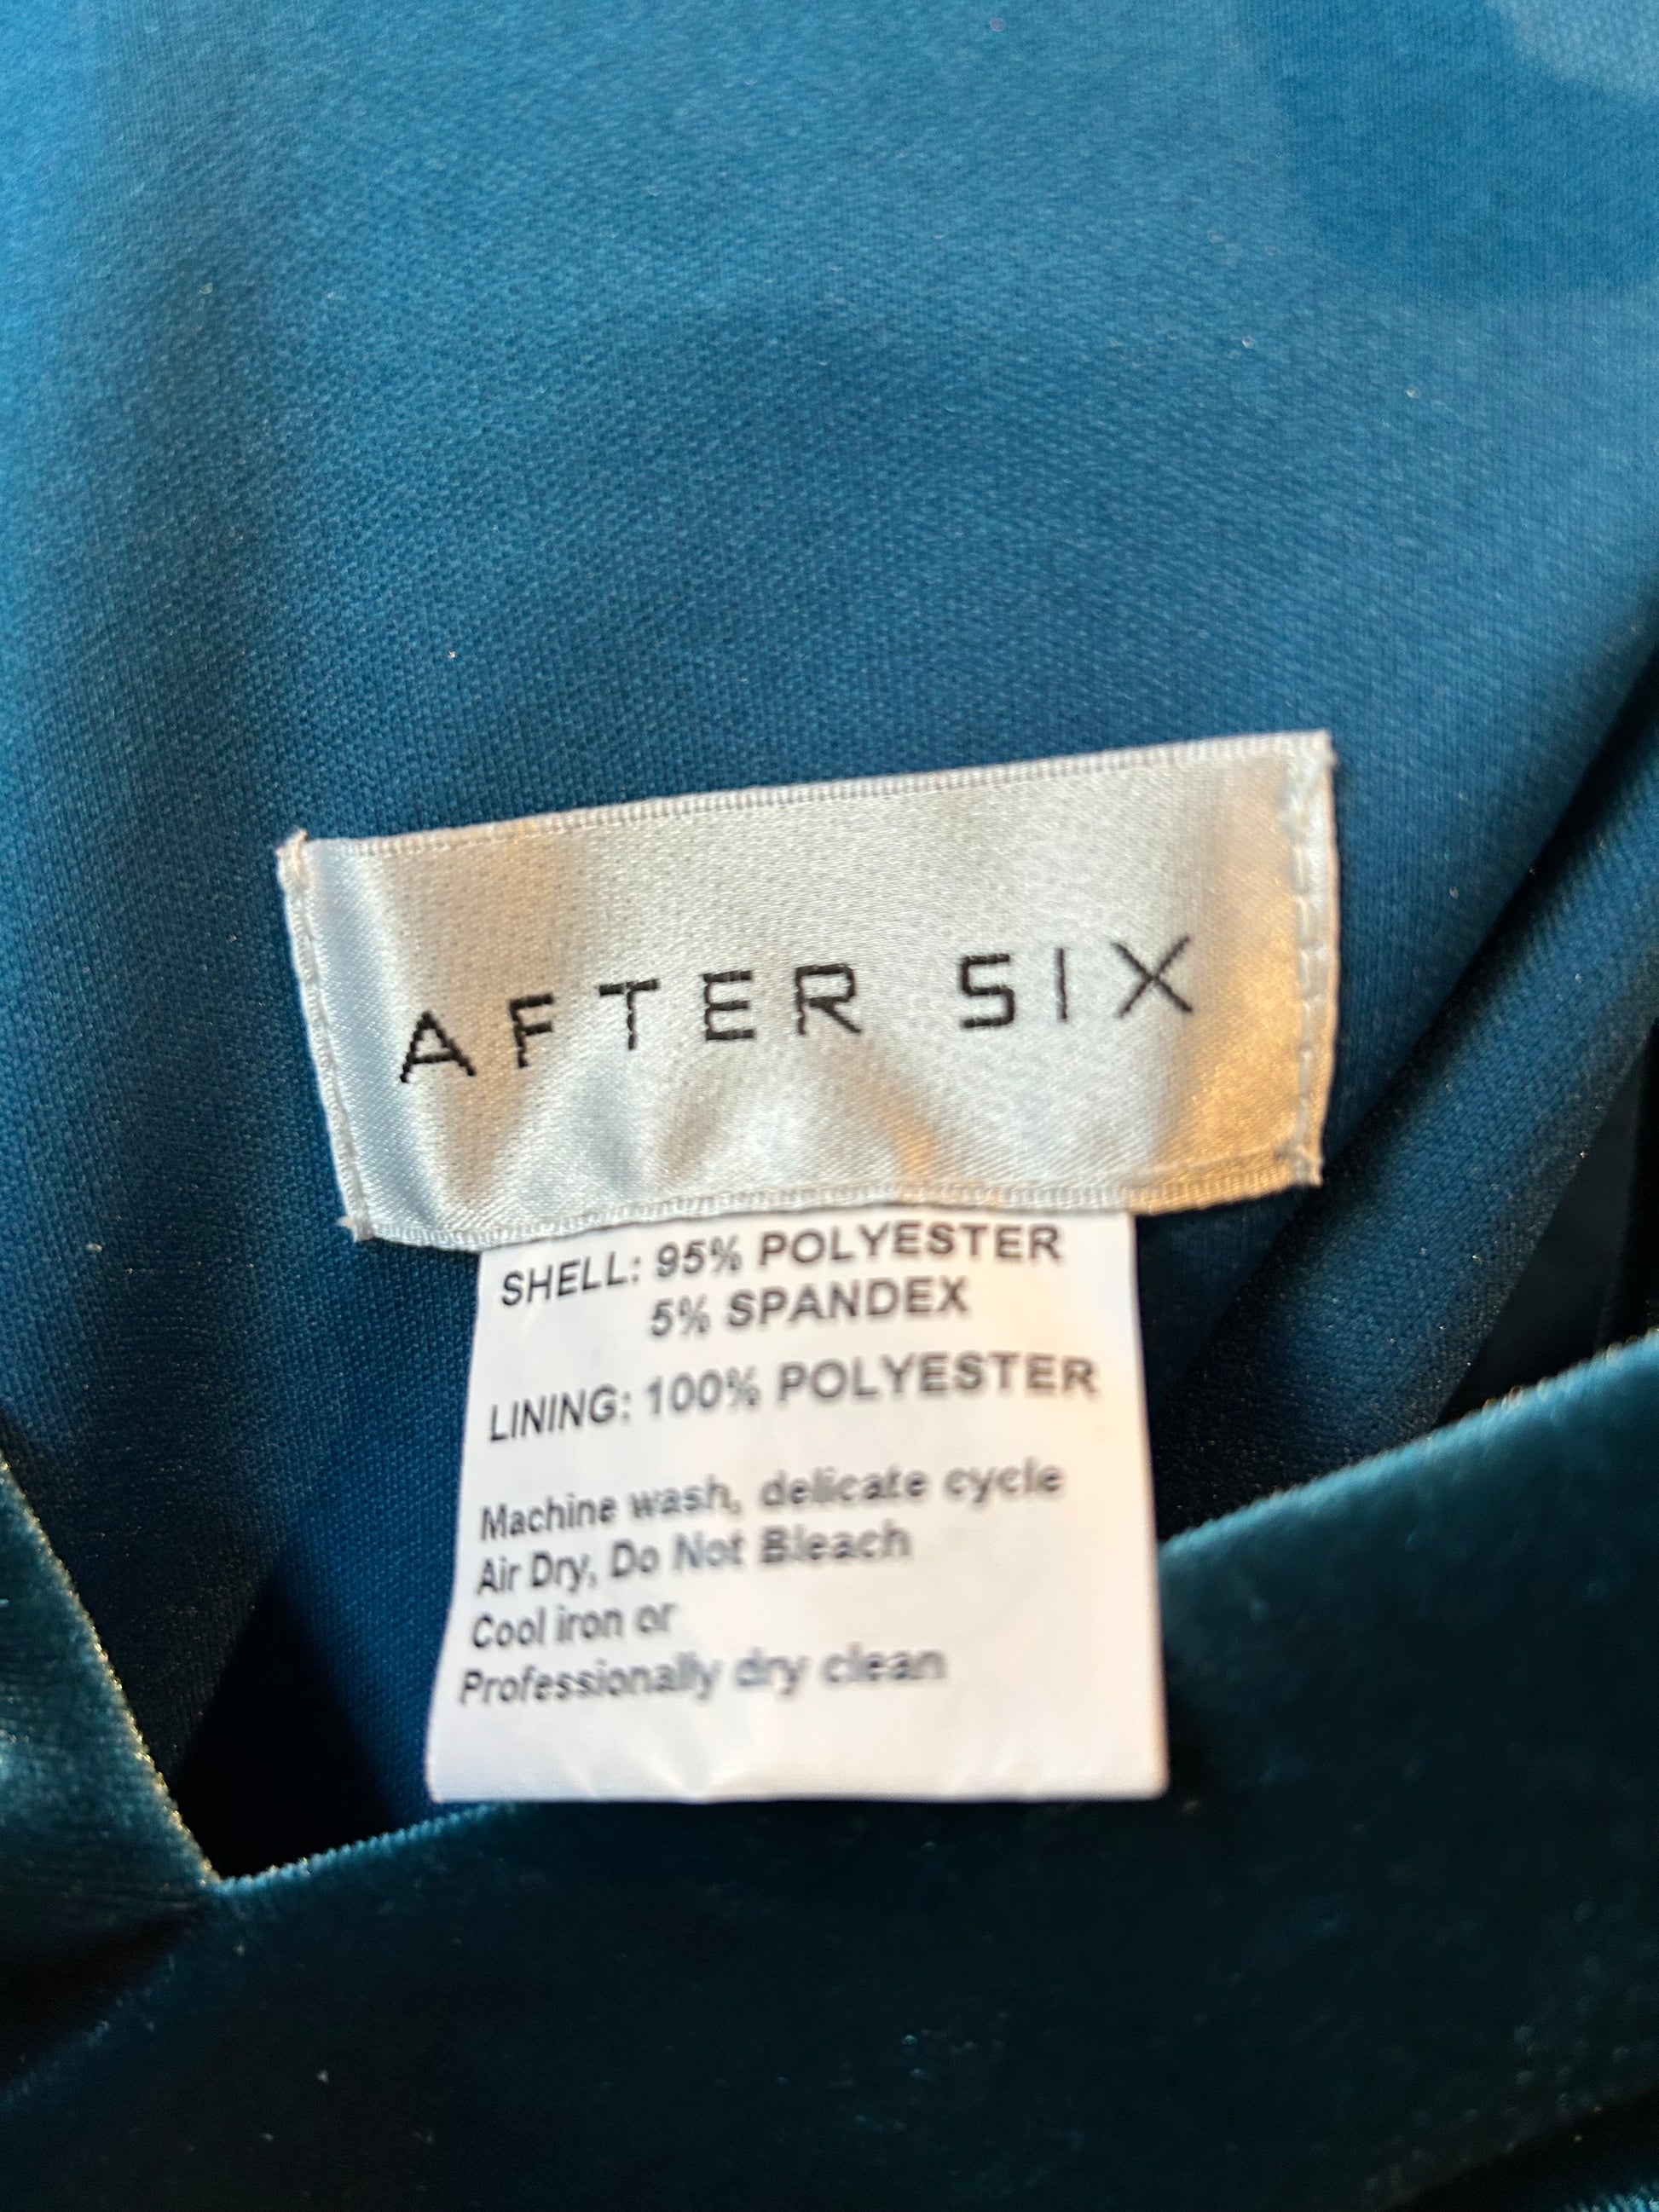 AFTER SIX
SHELL: 95% POLYESTER
5% SPANDEX
LINING: 100% POLYESTER
Machine wash, delicate cycle
Air Dry, Do Not Bleach
Cool iron or
Professionally dry clean